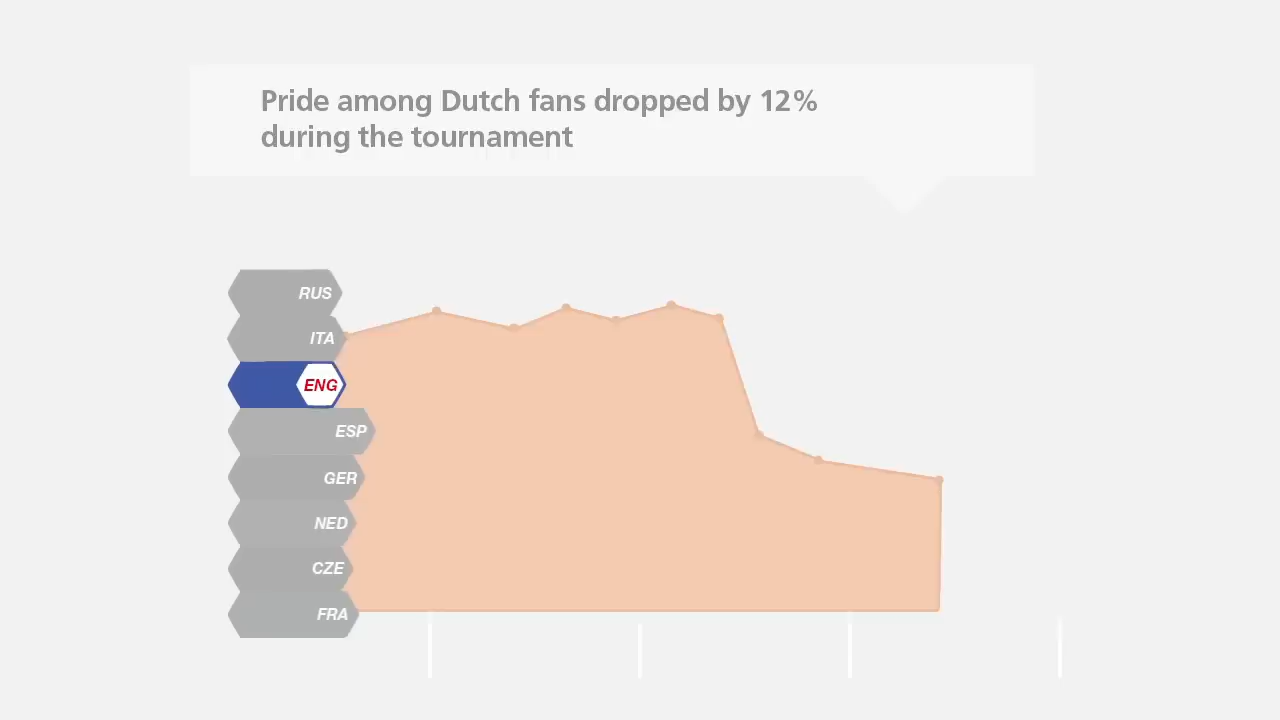 Pride among Dutch fans dropped by 12%
during the tournament
RUS
ITA
ENG
ESP
GER
NED
CZE
FRA